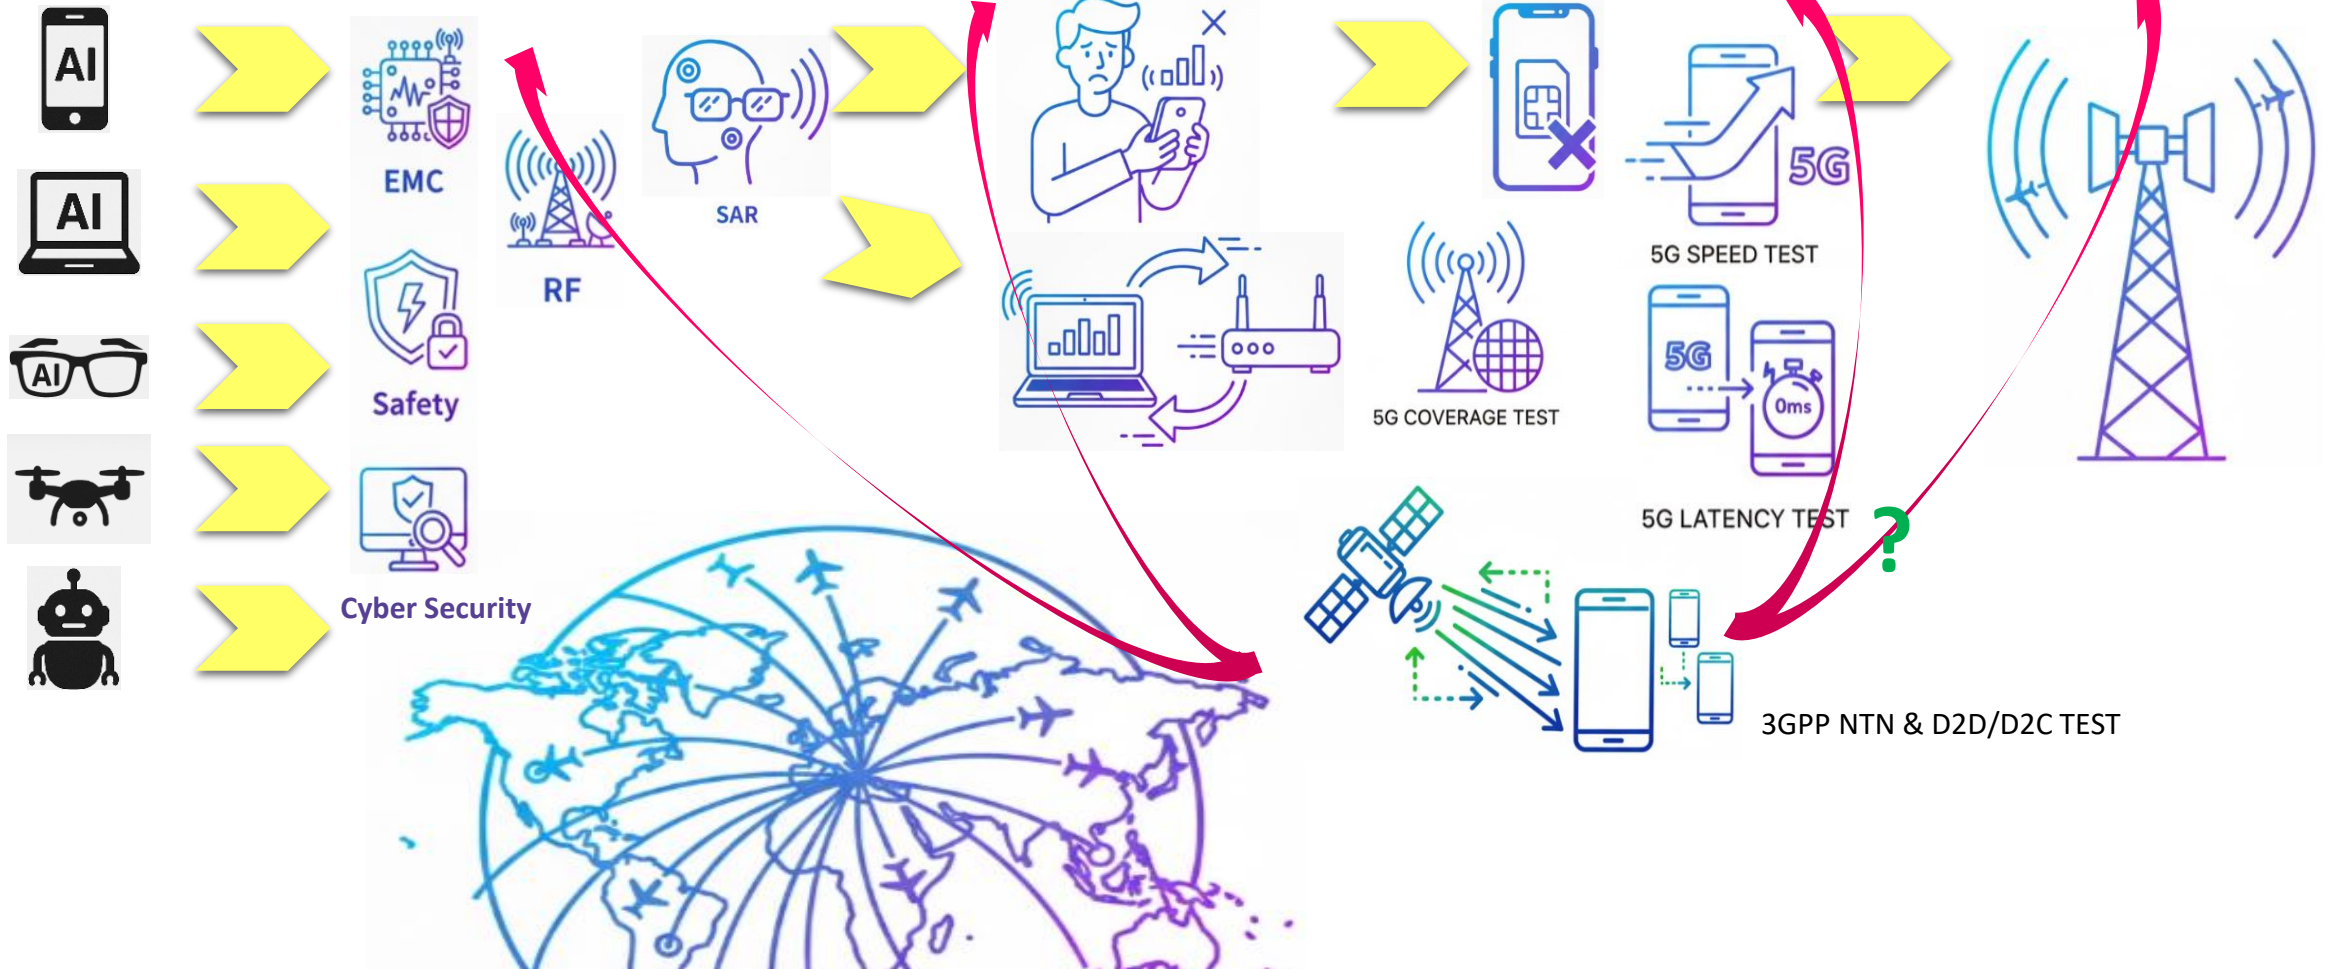 AI
AI
AI
EMC
RF
SAR
Safety
Cyber Security
5G
5G SPEED TEST
5G COVERAGE TEST
5G
0ms
5G LATENCY TEST
?
3GPP NTN & D2D/D2C TEST